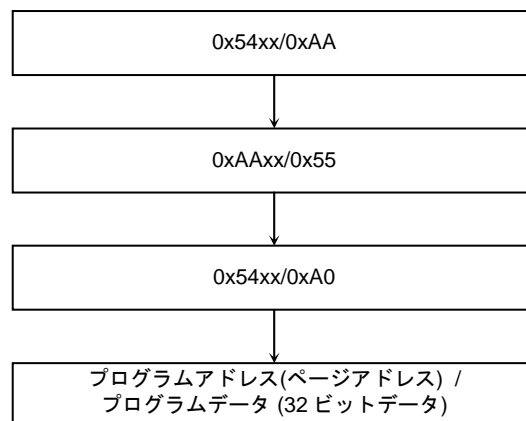 0x54xx/0xAA
0xAAxx/0x55
0x54xx/0xA0
プログラムアドレス(ページアドレス) /
プログラムデータ (32 ビットデータ)